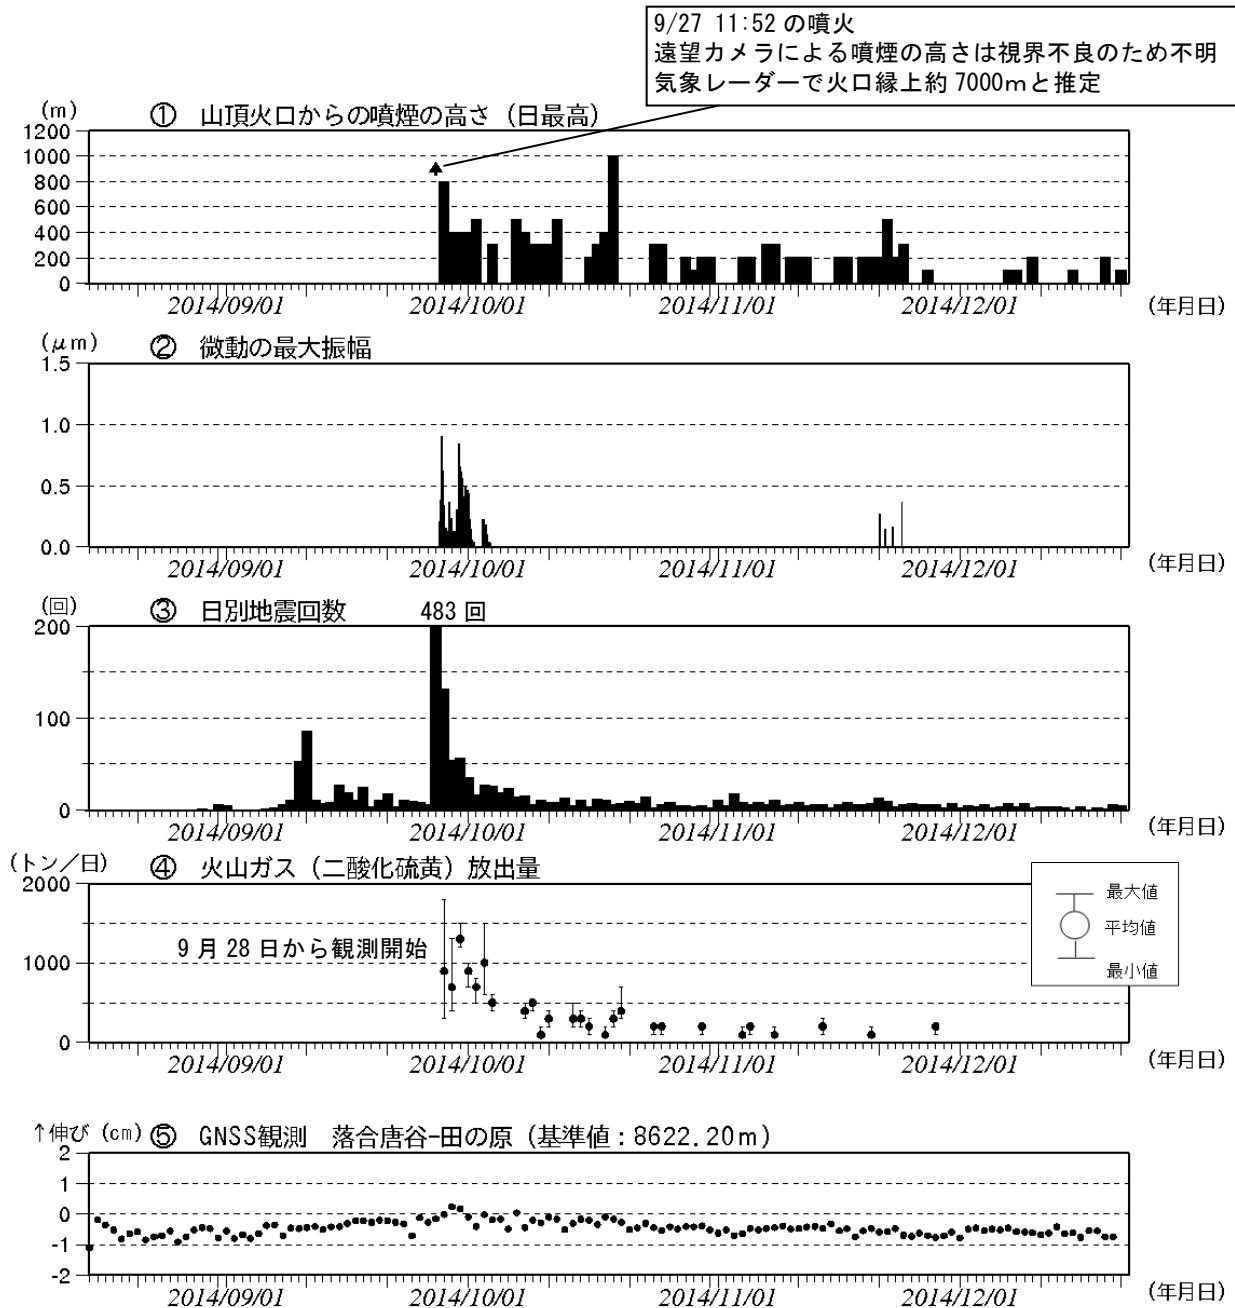 9/27 11:52 の噴火
遠望カメラによる噴煙の高さは視界不良のため不明
気象レーダーで火口縁上約 7000mと推定
(m)
① 山頂火口からの噴煙の高さ（日最高）
1200
1000
800
600
400
200
0
2014/09/01
2014/10/01
2014/11/01
2014/12/01
(年月日)
(μm)
② 微動の最大振幅
1.5
1.0
0.5
0.0
2014/09/01
2014/10/01
2014/11/01
2014/12/01
(年月日)
(回)
③ 日別地震回数
483 回
200
100
0
2014/09/01
2014/10/01
2014/11/01
2014/12/01
(年月日)
(トン／日)
④ 火山ガス（二酸化硫黄）放出量
2000
1000
0
9 月 28 日から観測開始
最大値
平均値
最小値
2014/09/01
2014/10/01
2014/11/01
2014/12/01
(年月日)
↑伸び (cm)
⑤ GNSS観測 落合唐谷-田の原（基準値：8622.20m）
2
1
0
-1
-2
2014/09/01
2014/10/01
2014/11/01
2014/12/01
(年月日)